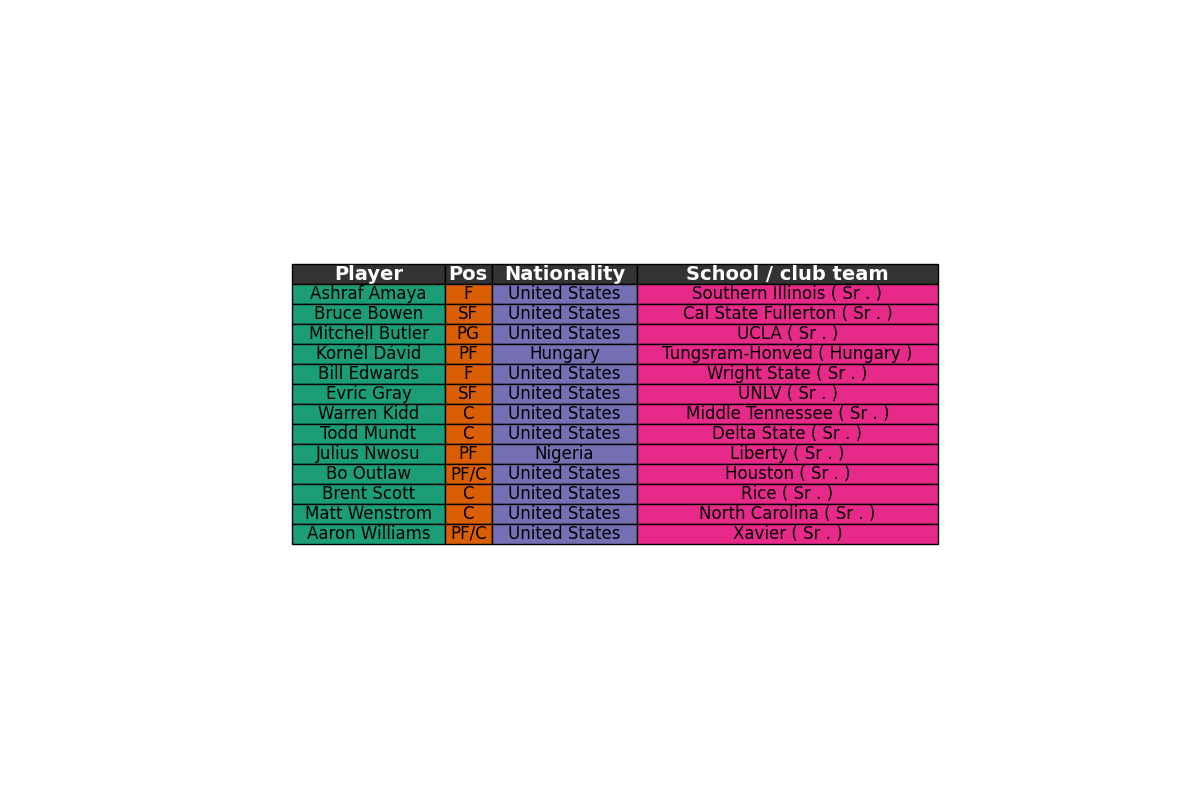 Player Pos Nationality School / club team
Ashraf Amaya F United States Southern Illinois ( Sr . )
Bruce Bowen SF United States Cal State Fullerton ( Sr . )
Mitchell Butler PG United States UCLA ( Sr . )
Kornél Dávid PF Hungary Tungsram-Honvéd ( Hungary )
Bill Edwards F United States Wright State ( Sr . )
Evric Gray SF United States UNLV ( Sr . )
Warren Kidd C United States Middle Tennessee ( Sr . )
Todd Mundt C United States Delta State ( Sr . )
Julius Nwosu PF Nigeria Liberty ( Sr . )
Bo Outlaw PF/C United States Houston ( Sr . )
Brent Scott C United States Rice ( Sr . )
Matt Wenstrom C United States North Carolina ( Sr . )
Aaron Williams PF/C United States Xavier ( Sr . )